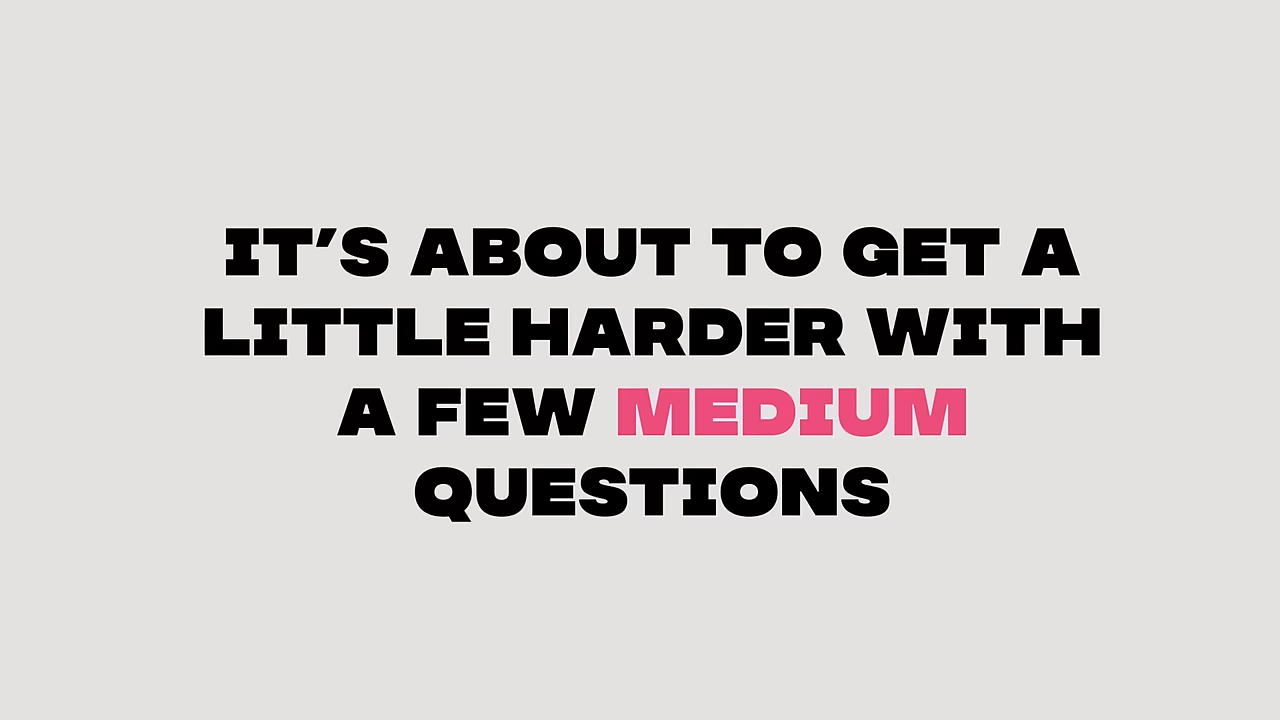 IT’S ABOUT TO GET A
LITTLE HARDER WITH
A FEW MEDIUM
QUESTIONS